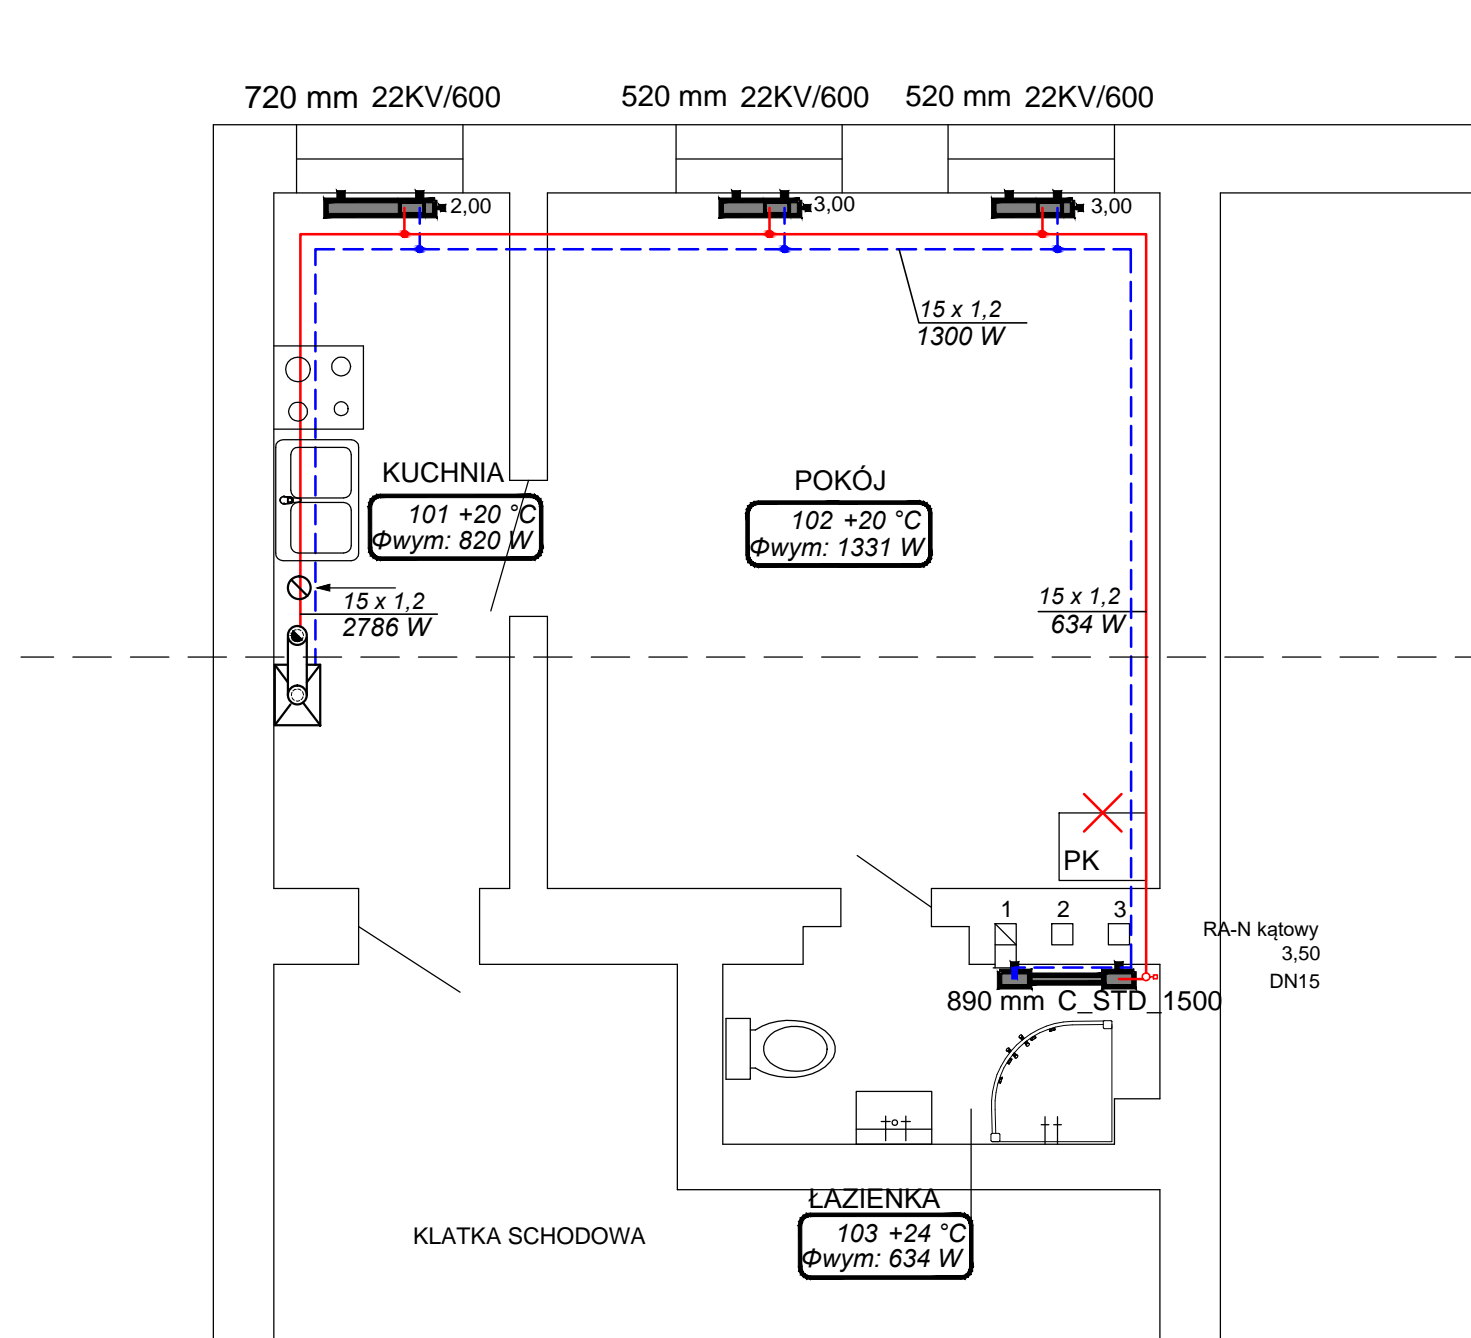 720 mm 22KV/600
520 mm 22KV/600
520 mm 22KV/600
2,00
3,00
3,00
15 x 1,2
1300 W
KUCHNIA
101 +20 °C
Φwym: 820 W
POKÓJ
102 +20 °C
Φwym: 1331 W
15 x 1,2
2786 W
15 x 1,2
634 W
PK
1
2
3
RA-N kątowy
3,50
DN15
890 mm C_STD_1500
ŁAZIENKA
103 +24 °C
Φwym: 634 W
KLATKA SCHODOWA